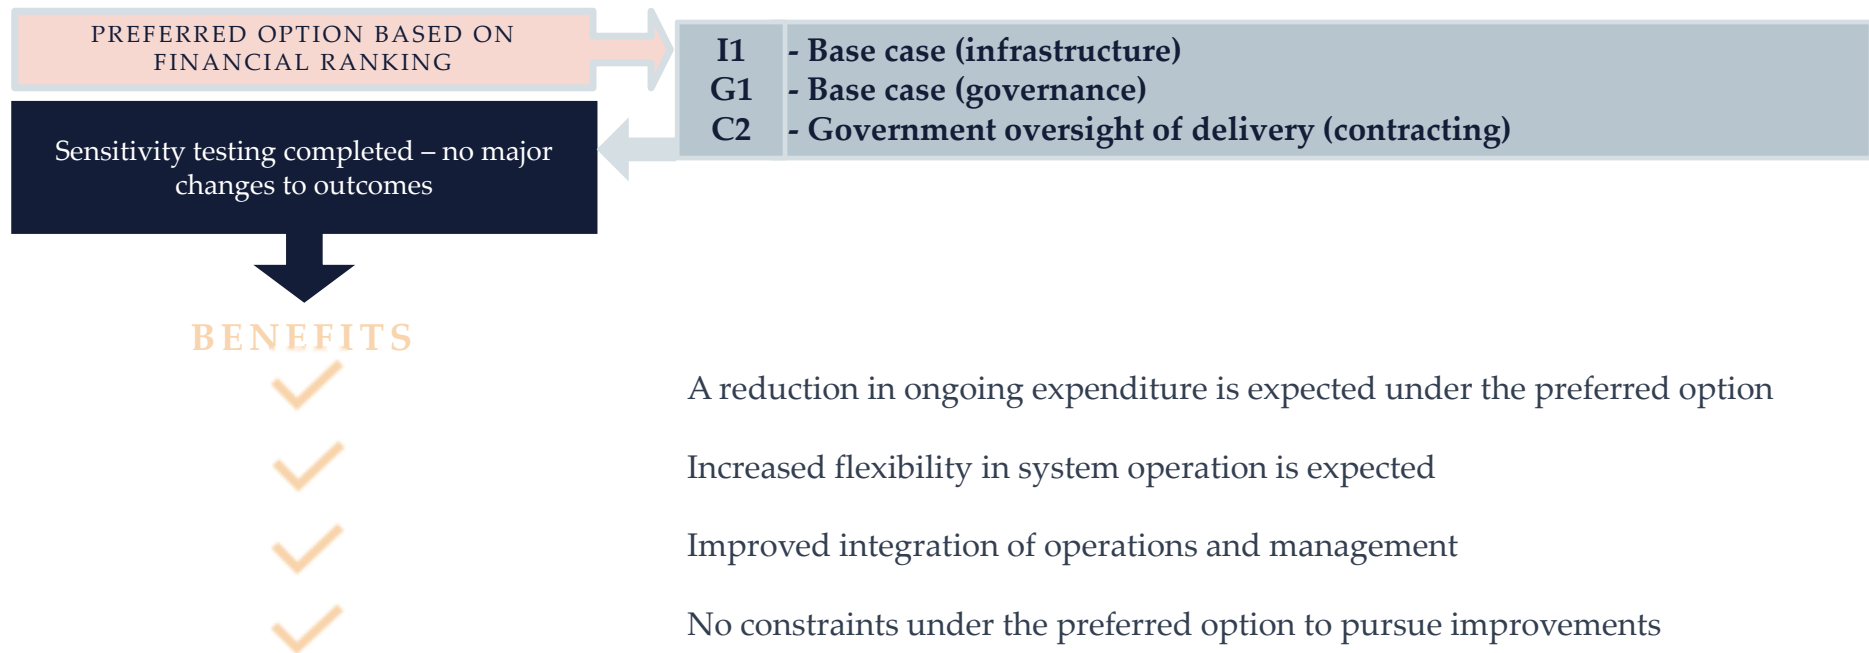 PREFERRED OPTION BASED ON
FINANCIAL RANKING
I1 - Base case (infrastructure)
G1 - Base case (governance)
C2 - Government oversight of delivery (contracting)
Sensitivity testing completed – no major
changes to outcomes
BENEFITS
A reduction in ongoing expenditure is expected under the preferred option
Increased flexibility in system operation is expected
Improved integration of operations and management
No constraints under the preferred option to pursue improvements